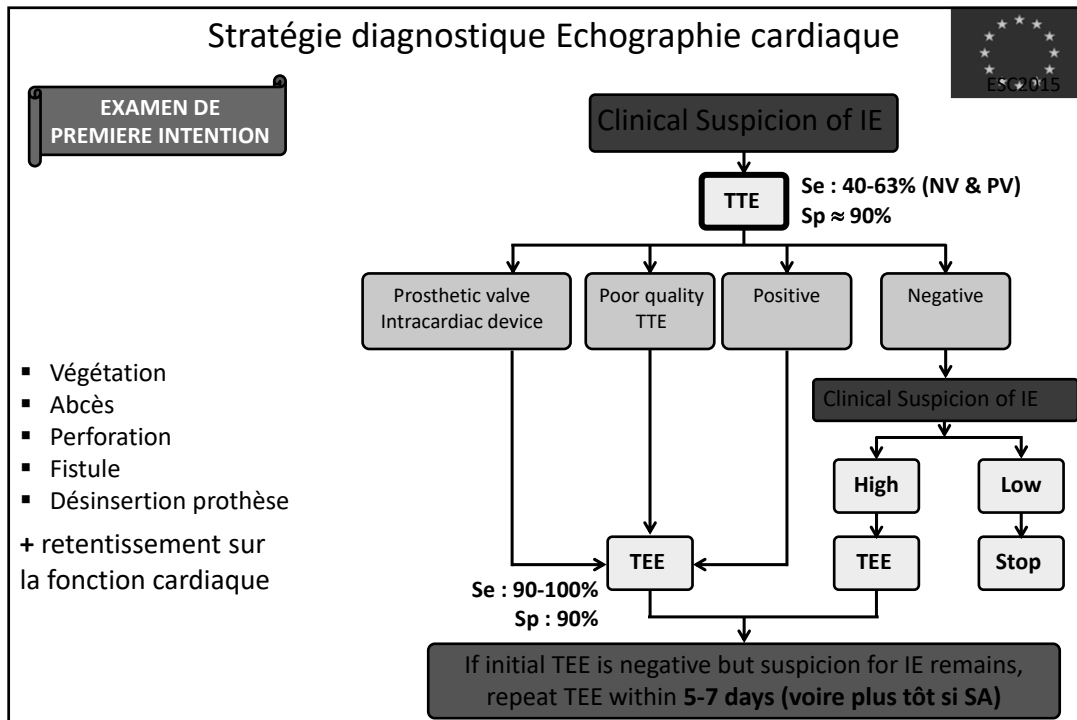 Stratégie diagnostique Echographie cardiaque
ESC2015
EXAMEN DE
PREMIERE INTENTION
Clinical Suspicion of IE
TTE
Se : 40-63% (NV & PV)
Sp ≈ 90%
Prosthetic valve
Intracardiac device
Poor quality
TTE
Positive
Negative
Clinical Suspicion of IE
High
Low
TEE
TEE
Stop
Se : 90-100%
Sp : 90%
▪ Végétation
▪ Abcès
▪ Perforation
▪ Fistule
▪ Désinsertion prothèse
+ retentissement sur
la fonction cardiaque
If initial TEE is negative but suspicion for IE remains,
repeat TEE within 5-7 days (voire plus tôt si SA)